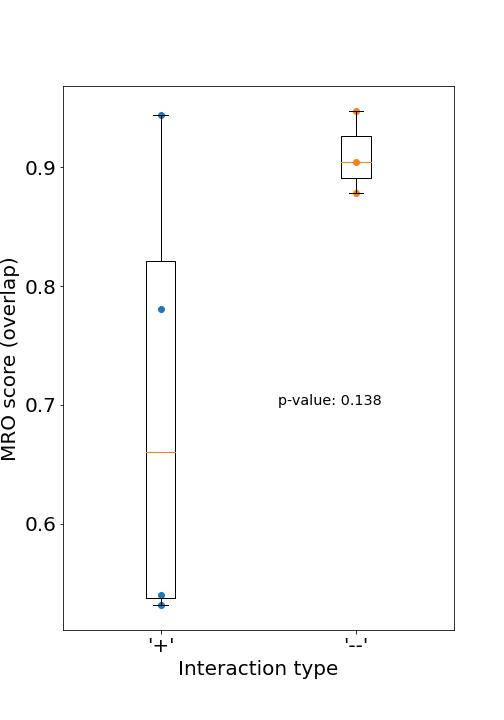 MRO score (overlap)
0.9
0.8
0.7
0.6
p-value: 0.138
'+'
'--'
Interaction type